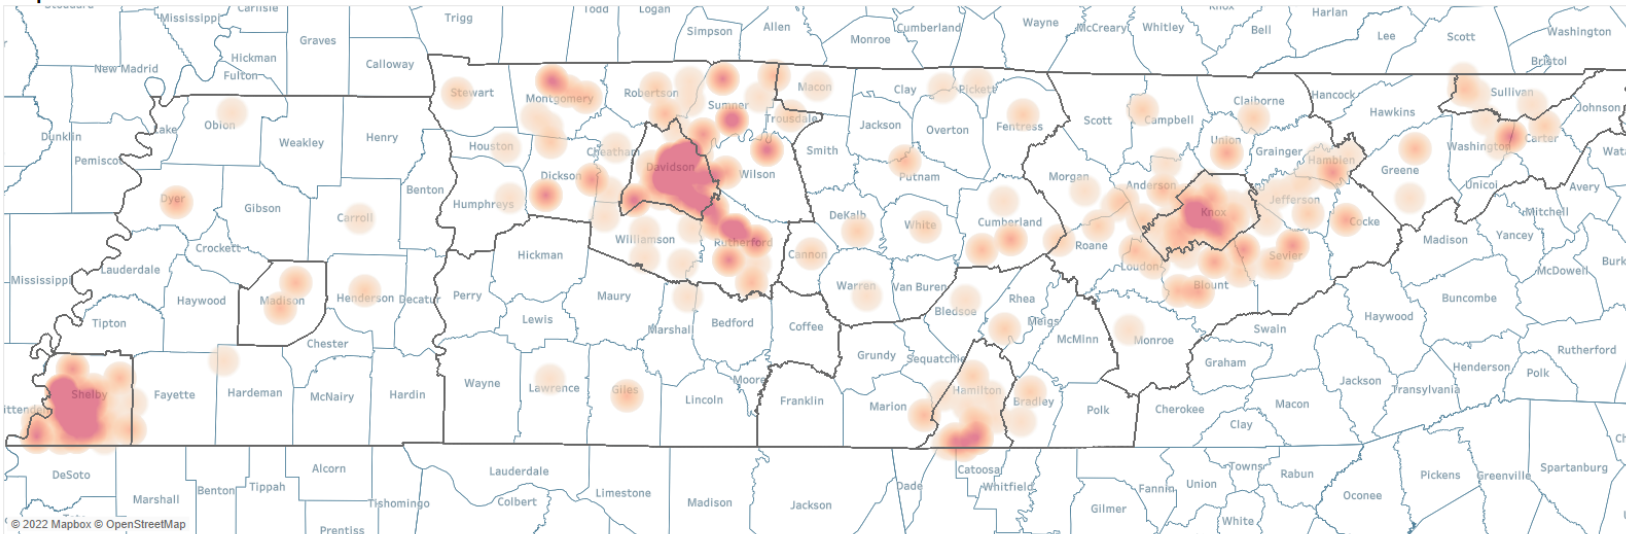 Carlisle
Trigg
Todd
Logan
Mississippi
Simpson
Allen
Cumberland
Wayne
McCreary
Whitley
Knox
Harlan
Bell
Lee
Scott
Washington
Graves
Monroe
Hickman
Fulton
New Madrid
Calloway
Bristol
Stewart
Montgomery
Robertson
Sumner
Macon
Clay
Pickett
Claiborne
Hancock
Hawkins
Sullivan
Johnson
Lake
Obion
Trousdale
Jackson
Overton
Fentress
Scott
Campbell
Dunklin
Weakley
Henry
Houston
Cheatham
Smith
Union
Grainger
Hamblen
Washington
Carter
Pemiscot
Davidson
Wilson
Putnam
Morgan
Anderson
Greene
Unicoi
Avery
Dyer
Gibson
Benton
Dickson
Humphreys
Jefferson
Carroll
DeKalb
White
Cumberland
Knox
Cocke
Mitchell
Crockett
Williamson
Rutherford
Roane
Madison
Yancey
Hickman
Cannon
Loudon
Sevier
Mississippi
Lauderdale
McDowell
Burk
Haywood
Madison
Henderson
Decatur
Perry
Maury
Warren
Van Buren
Rhea
Blount
Buncombe
Tipton
Lewis
Marshall
Bedford
Coffee
Bledsoe
Meigs
McMinn
Monroe
Swain
Haywood
Chester
Grundy
Sequatchie
Graham
Rutherford
Shelby
Fayette
Hardeman
McNairy
Hardin
Wayne
Lawrence
Giles
Moore
Lincoln
Franklin
Marion
Hamilton
Bradley
Polk
Cherokee
Jackson
Macon
Transylvania
Henderson
Polk
Clay
DeSoto
Marshall
Benton
Tippah
Alcorn
Tishomingo
Prentiss
Lauderdale
Colbert
Limestone
Madison
Jackson
Dade
Catoosa
Whitfield
Gilmer
Fannin
Union
Towns
White
Rabun
Oconee
Pickens
Greenville
Spartanburg
© 2022 Mapbox © OpenStreetMap